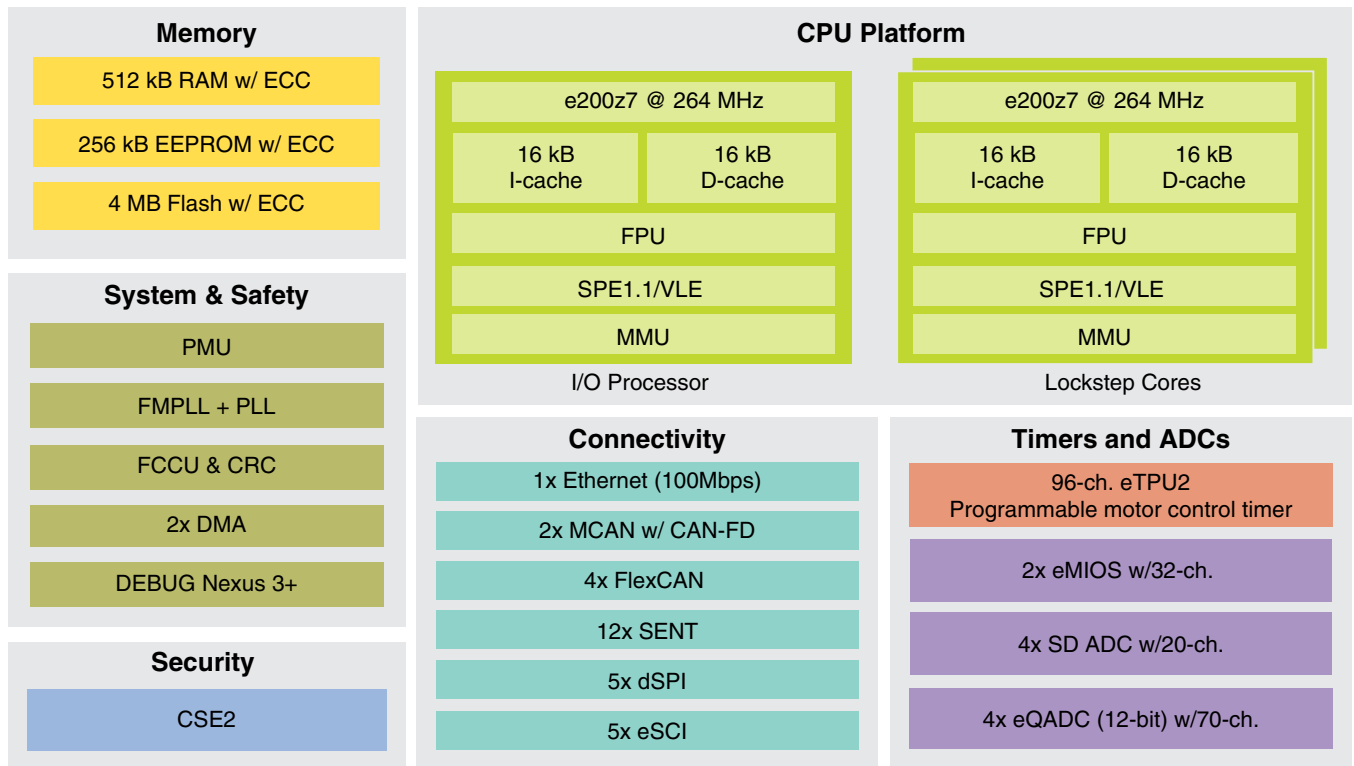 Memory
512 kB RAM w/ ECC
256 kB EEPROM w/ ECC
4 MB Flash w/ ECC
System & Safety
PMU
FMPLL + PLL
FCCU & CRC
2x DMA
DEBUG Nexus 3+
Security
CSE2
CPU Platform
e200z7 @ 264 MHz
16 kB
I-cache
16 kB
D-cache
FPU
SPE1.1/VLE
MMU
I/O Processor
e200z7 @ 264 MHz
16 kB
I-cache
16 kB
D-cache
FPU
SPE1.1/VLE
MMU
Lockstep Cores
Connectivity
1x Ethernet (100Mbps)
2x MCAN w/ CAN-FD
4x FlexCAN
12x SENT
5x dSPI
5x eSCI
Timers and ADCs
96-ch. eTPU2
Programmable motor control timer
2x eMIOS w/32-ch.
4x SD ADC w/20-ch.
4x eQADC (12-bit) w/70-ch.